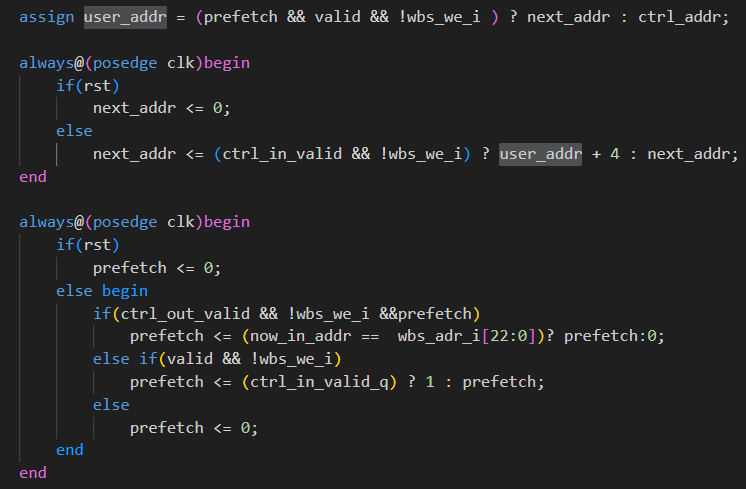 assign user_addr = (prefetch && valid && !wbs_we_i ) ? next_addr : ctrl_addr;
always@(posedge clk)begin
if(rst)
next_addr <= 0;
else
next_addr <= (ctrl_in_valid && !wbs_we_i) ? user_addr + 4 : next_addr;
end
always@(posedge clk)begin
if(rst)
prefetch <= 0;
else begin
if(ctrl_out_valid && !wbs_we_i &&prefetch)
prefetch <= (now_in_addr ==  wbs_adr_i[22:0])? prefetch:0;
else if(valid && !wbs_we_i)
prefetch <= (ctrl_in_valid_q) ? 1 : prefetch;
else
prefetch <= 0;
end
end